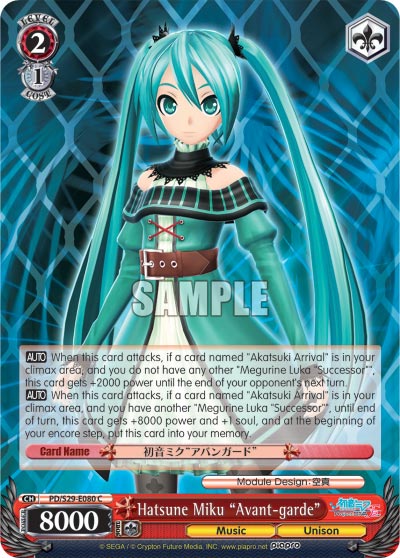 LEVEL
2
1
COST
SAMPLE
AUTO When this card attacks, if a card named "Akatsuki Arrival" is in your
climax area, and you do not have any other "Megurine Luka "Successor"",
this card gets +2000 power until the end of your opponent's next turn.
AUTO When this card attacks, if a card named "Akatsuki Arrival" is in your
climax area, and you have another "Megurine Luka "Successor"", until end
of turn, this card gets +8000 power and +1 soul, and at the beginning of
your encore step, put this card into your memory.
Card Name 初音ミク"アバンガード"
Module Design:空真
CH PD/S29-E080 C
8000
Hatsune Miku "Avant-garde"
Music Unison
© SEGA / © Crypton Future Media, INC. www.piapro.net piapro